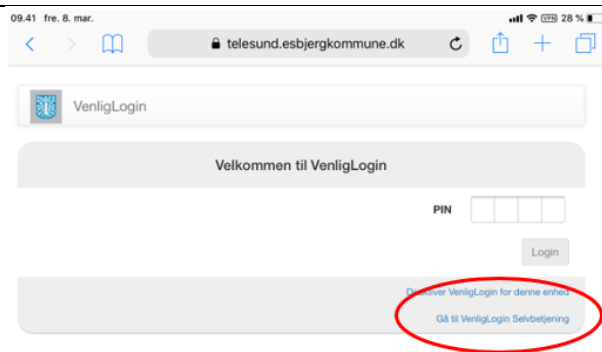 09.41 fre. 8. mar. VPN 28 %
telesund.esbjergkommune.dk
VenligLogin
Velkommen til VenligLogin
PIN
Login
Deaktiver VenligLogin for denne enhed
Gå til VenligLogin Selvbetjening